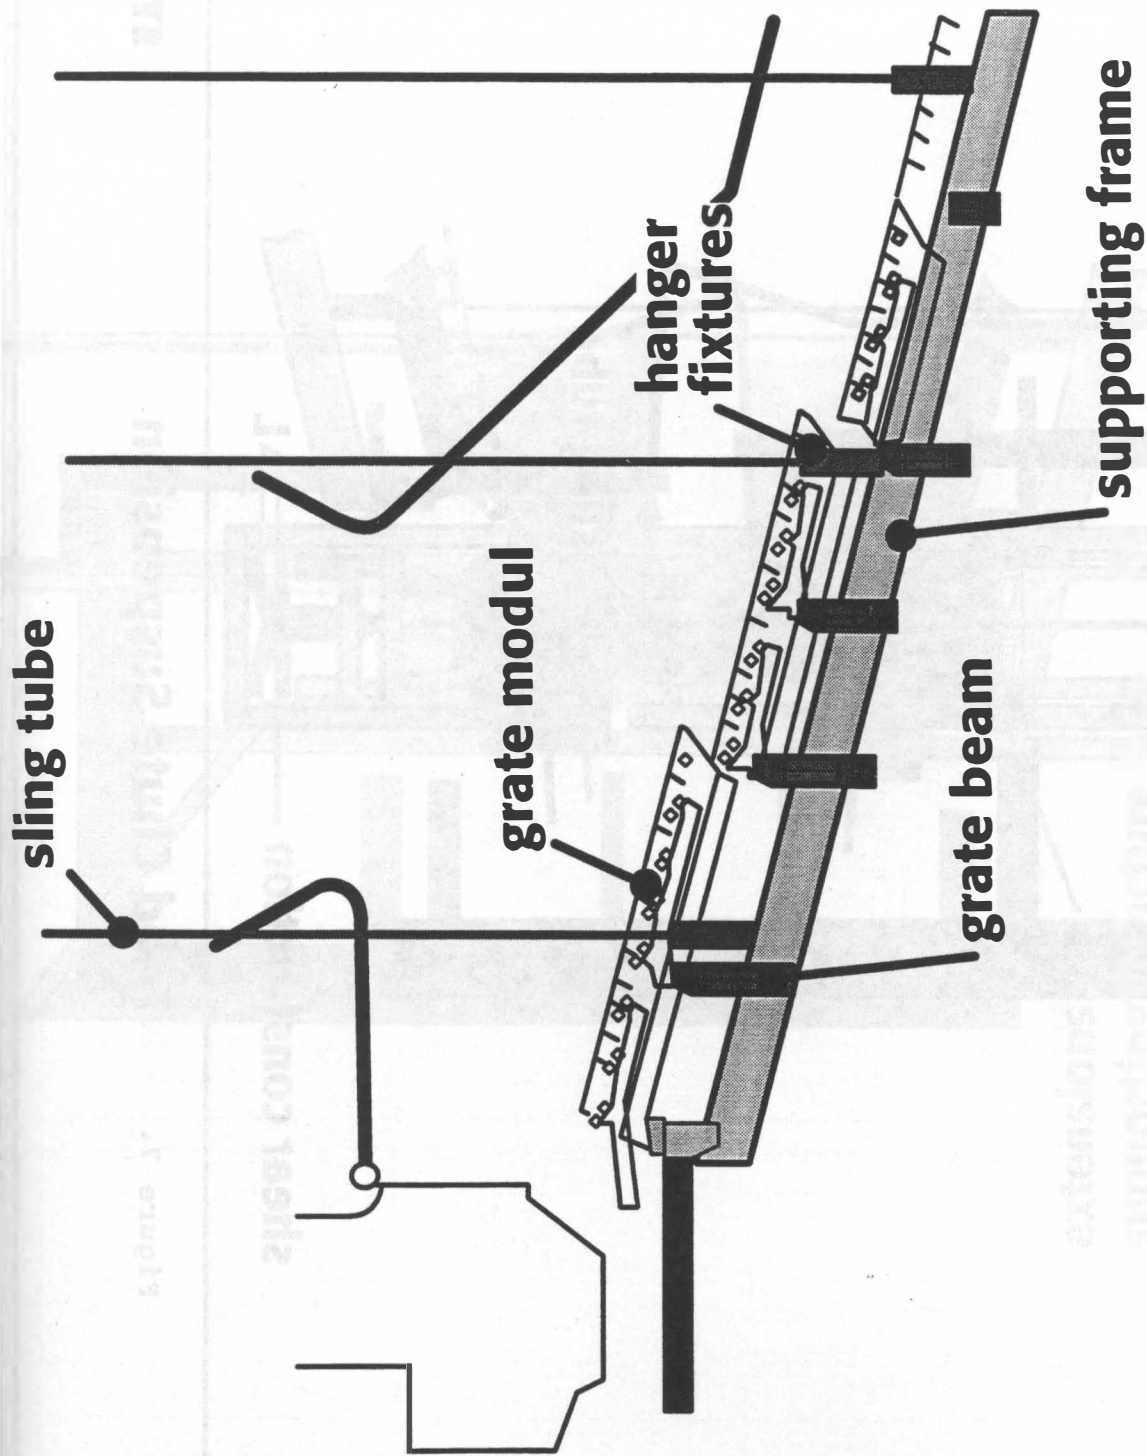 sling tube
grate modul
hanger
fixtures
grate beam
supporting frame